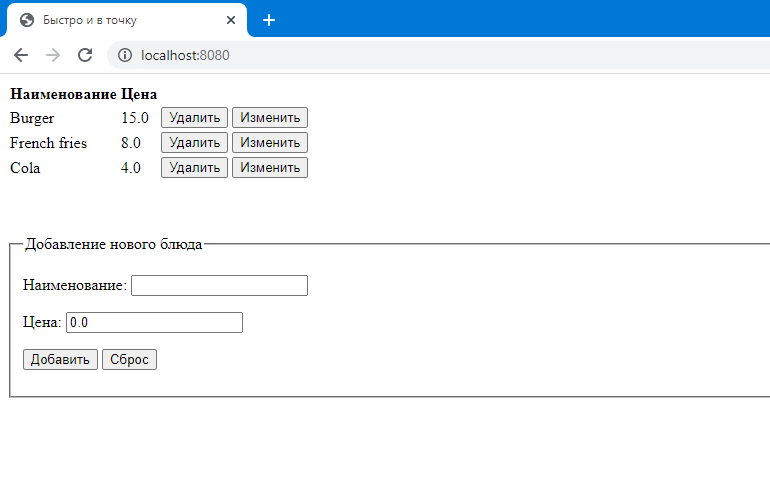 Быстро и в точку
localhost:8080
Наименование Цена
Burger 15.0 Удалить Изменить
French fries 8.0 Удалить Изменить
Cola 4.0 Удалить Изменить
Добавление нового блюда
Наименование:
Цена: 0.0
Добавить Сброс